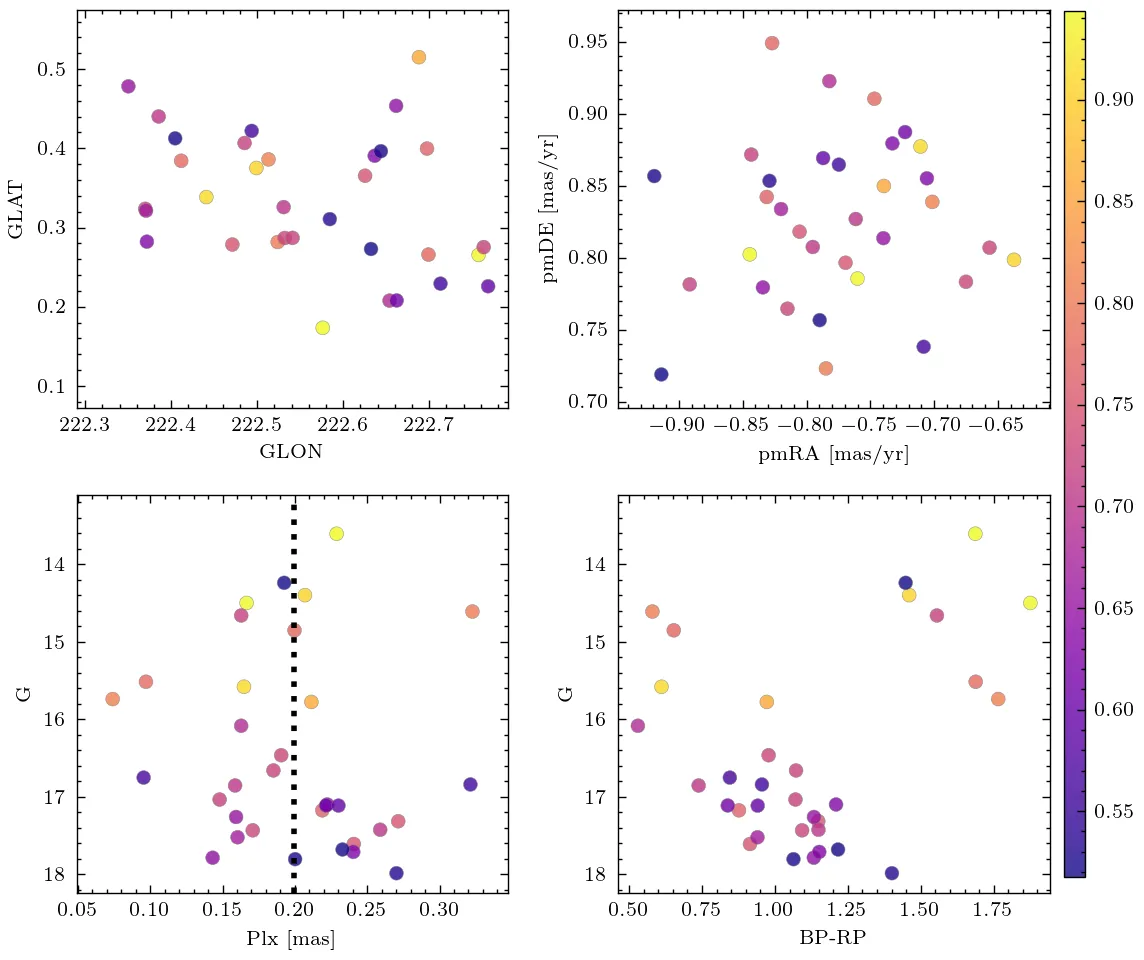 0.5
0.4
0.3
0.2
0.1
GLAT
222.3 222.4 222.5 222.6 222.7
GLON
0.95
0.90
0.85
0.80
0.75
0.70
pmDE [mas/yr]
−0.90 −0.85 −0.80 −0.75 −0.70 −0.65
pmRA [mas/yr]
0.90
0.85
0.80
0.75
0.70
0.65
0.60
0.55
14
15
16
17
18
G
0.05 0.10 0.15 0.20 0.25 0.30
Plx [mas]
14
15
16
17
18
G
0.50 0.75 1.00 1.25 1.50 1.75
BP-RP